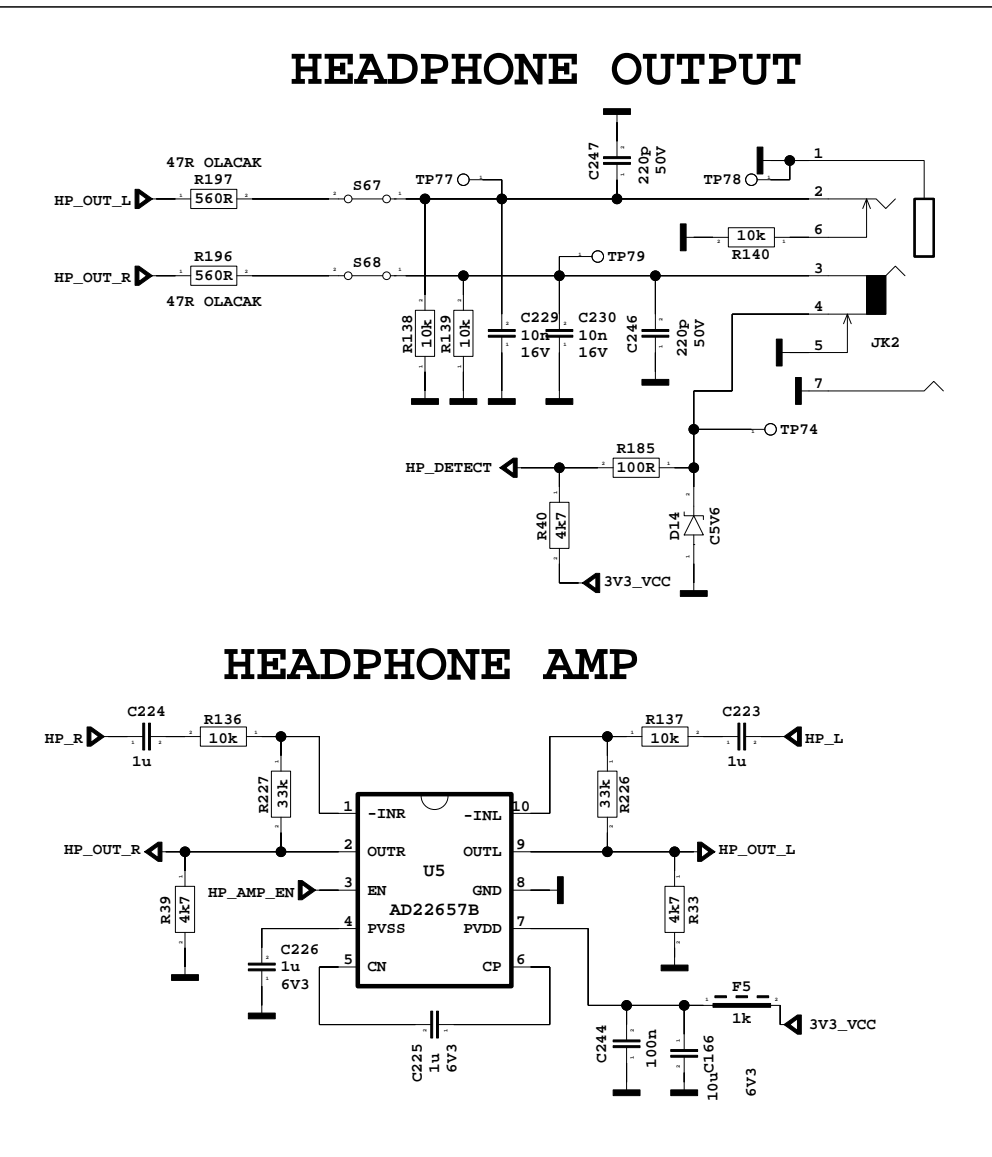 HEADPHONE OUTPUT
47R OLACAK
R197
560R
HP_OUT_L
S67
TP77
C247
220p
50V
TP78
1
2
6
10k
R140
HP_OUT_R
R196
560R
47R OLACAK
S68
TP79
3
4
5
7
JK2
R138
10k
R139
10k
C229
10n
16V
C230
10n
16V
C246
220p
50V
TP74
HP_DETECT
R185
100R
R40
4k7
3V3_VCC
D14
C5V6
HEADPHONE AMP
HP_R
C224
1u
R136
10k
R227
33k
R137
10k
C223
1u
HP_L
R226
33k
1
-INR
-INL
10
HP_OUT_R
2
OUTR
OUTL
9
HP_OUT_L
U5
HP_AMP_EN
3
EN
GND
8
AD22657B
R39
4k7
R33
4k7
4
PVSS
PVDD
7
C226
1u
6V3
5
CN
CP
6
C225
1u
6V3
F5
1k
3V3_VCC
C244
100n
C166
10u
6V3